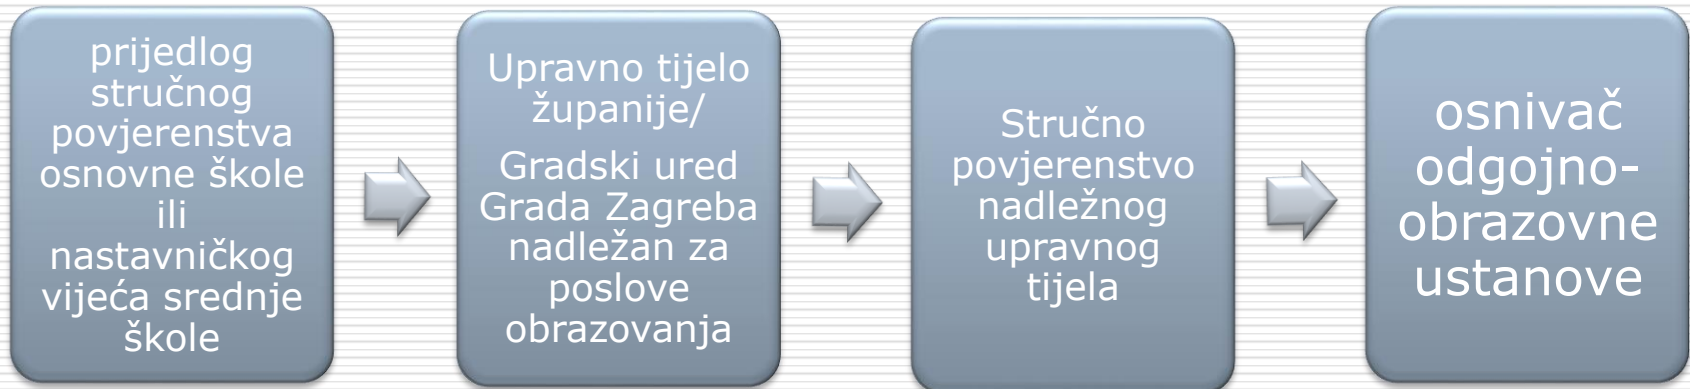 prijedlog
stručnog
povjerenstva
osnovne škole
ili
nastavničkog
vijeća srednje
škole
Upravno tijelo
županije/
Gradski ured
Grada Zagreba
nadležan za
poslove
obrazovanja
Stručno
povjerenstvo
nadležnog
upravnog
tijela
osnivač
odgojno-
obrazovne
ustanove